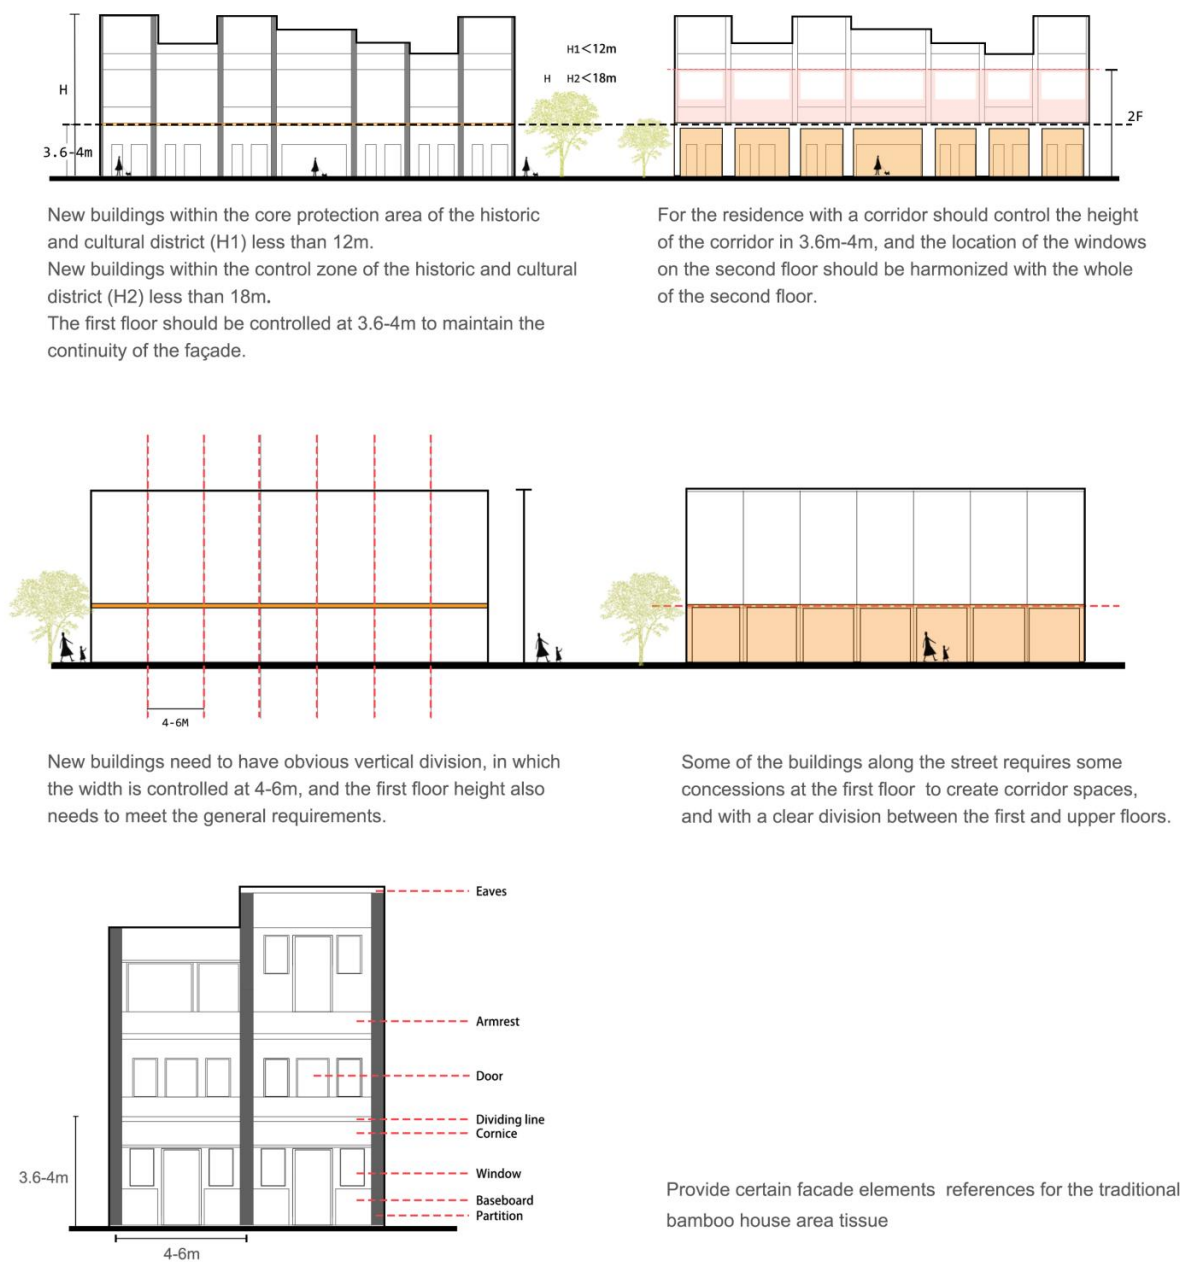 H1<12m
H H2<18m
H
3.6-4m
2F
New buildings within the core protection area of the historic
and cultural district (H1) less than 12m.
New buildings within the control zone of the historic and cultural
district (H2) less than 18m.
The first floor should be controlled at 3.6-4m to maintain the
continuity of the façade.
For the residence with a corridor should control the height
of the corridor in 3.6m-4m, and the location of the windows
on the second floor should be harmonized with the whole
of the second floor.
4-6M
New buildings need to have obvious vertical division, in which
the width is controlled at 4-6m, and the first floor height also
needs to meet the general requirements.
Some of the buildings along the street requires some
concessions at the first floor to create corridor spaces,
and with a clear division between the first and upper floors.
Eaves
Armrest
Door
Dividing line
Cornice
Window
Baseboard
Partition
3.6-4m
4-6m
Provide certain facade elements references for the traditional
bamboo house area tissue